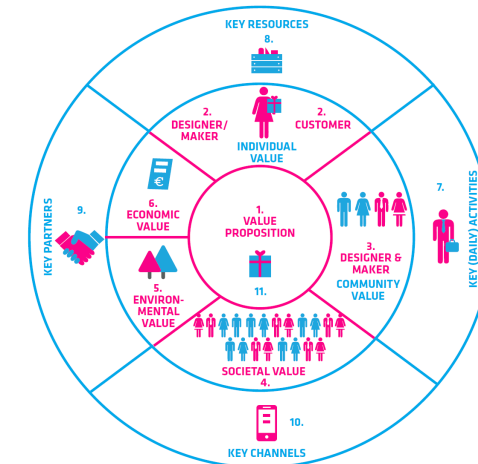 KEY RESOURCES
8.
2.
DESIGNER/
MAKER
2.
CUSTOMER
INDIVIDUAL
VALUE
€
6.
ECONOMIC
VALUE
1.
VALUE
PROPOSITION
11.
3.
DESIGNER &
MAKER
COMMUNITY
VALUE
7.
KEY (DAILY) ACTIVITIES
KEY PARTNERS
9.
5.
ENVIRON-
MENTAL
VALUE
SOCIETAL VALUE
4.
10.
KEY CHANNELS